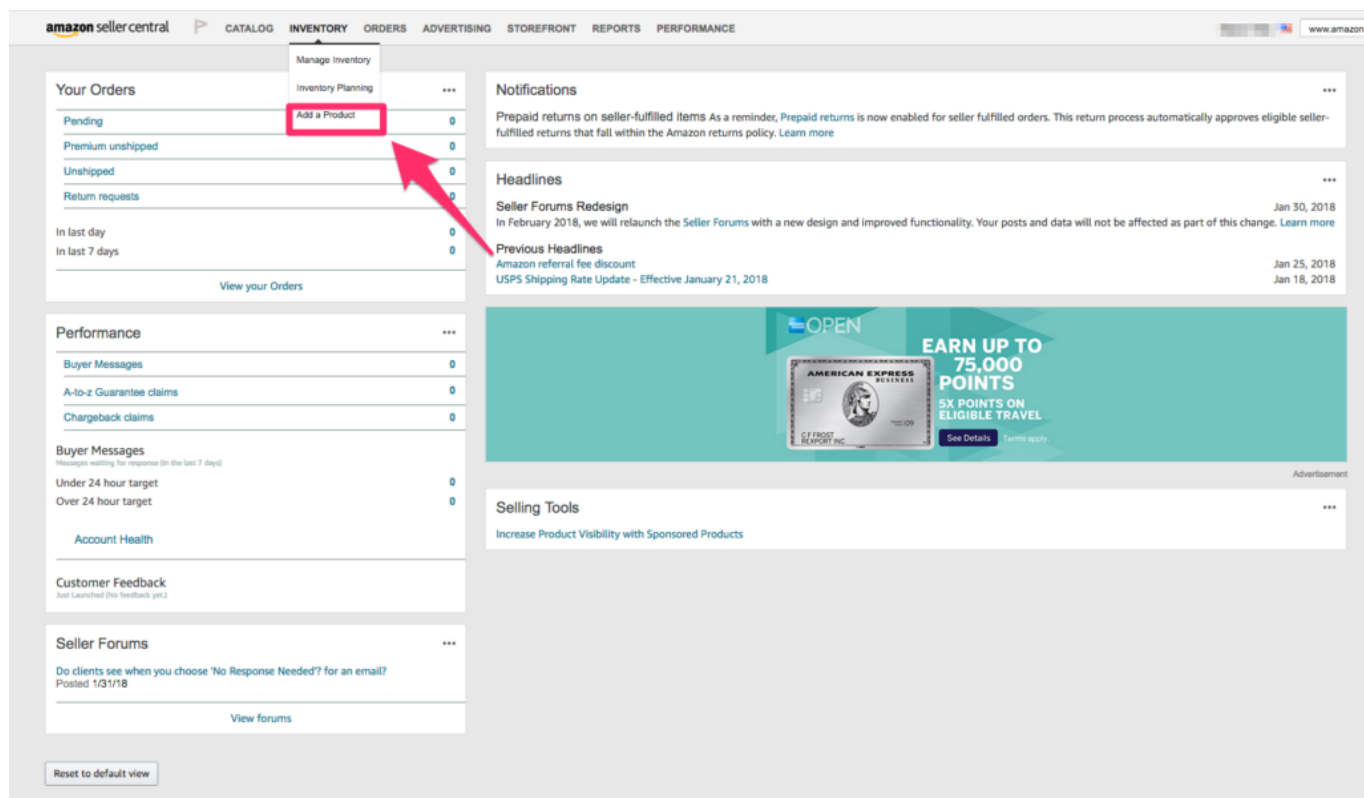 amazon seller central CATALOG INVENTORY ORDERS ADVERTISING STOREFRONT REPORTS PERFORMANCE www.amazon
Manage Inventory
Inventory Planning
Add a Product
Your Orders
Pending 0
Premium unshipped 0
Unshipped 0
Return requests 0
In last day 0
In last 7 days 0
View your Orders
Performance
Buyer Messages 0
A-to-z Guarantee claims 0
Chargeback claims 0
Buyer Messages
Messages waiting for response (in the last 7 days)
Under 24 hour target 0
Over 24 hour target 0
Account Health
Customer Feedback
Just Launched (No feedback yet.)
Seller Forums
Do clients see when you choose 'No Response Needed'? for an email?
Posted 1/31/18
View forums
Reset to default view
Notifications
Prepaid returns on seller-fulfilled items As a reminder, Prepaid returns is now enabled for seller fulfilled orders. This return process automatically approves eligible seller-
fulfilled returns that fall within the Amazon returns policy. Learn more
Headlines
Seller Forums Redesign Jan 30, 2018
In February 2018, we will relaunch the Seller Forums with a new design and improved functionality. Your posts and data will not be affected as part of this change. Learn more
Previous Headlines
Amazon referral fee discount Jan 25, 2018
USPS Shipping Rate Update - Effective January 21, 2018 Jan 18, 2018
OPEN
AMERICAN EXPRESS
BUSINESS
C F FROST
REXPORT INC
EARN UP TO
75,000
POINTS
5X POINTS ON
ELIGIBLE TRAVEL
See Details Terms apply
Advertisement
Selling Tools
Increase Product Visibility with Sponsored Products